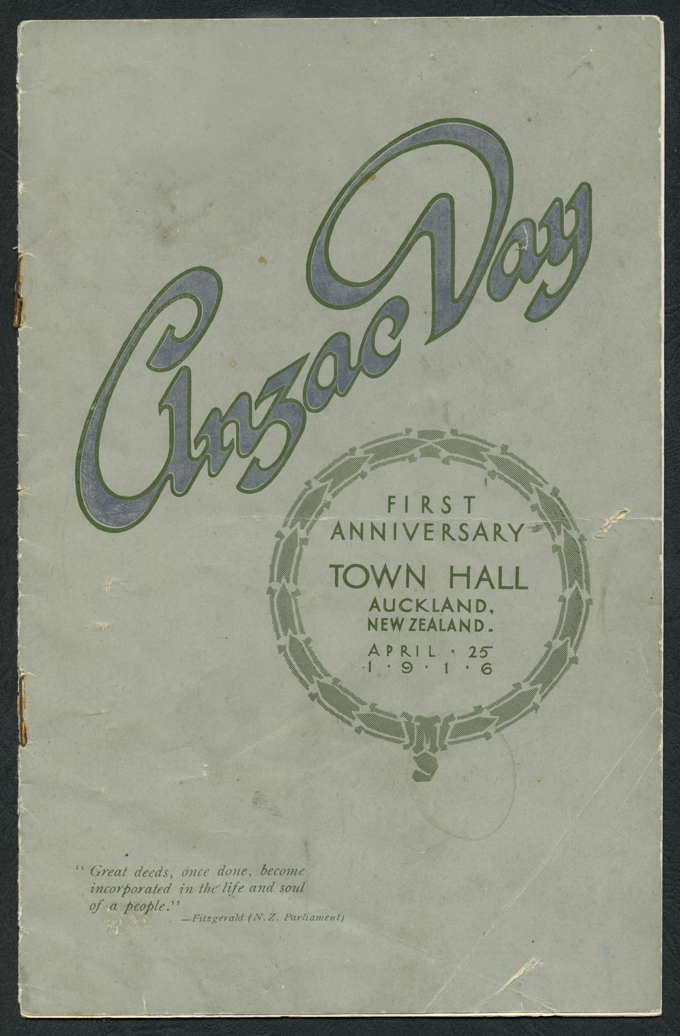 Anzac Day
FIRST
ANNIVERSARY
TOWN HALL
AUCKLAND,
NEW ZEALAND.
APRIL · 25
1 · 9 · 1 · 6
"Great deeds, once done, become
incorporated in the life and soul
of a people."
—Fitzgerald (N. Z. Parliament)